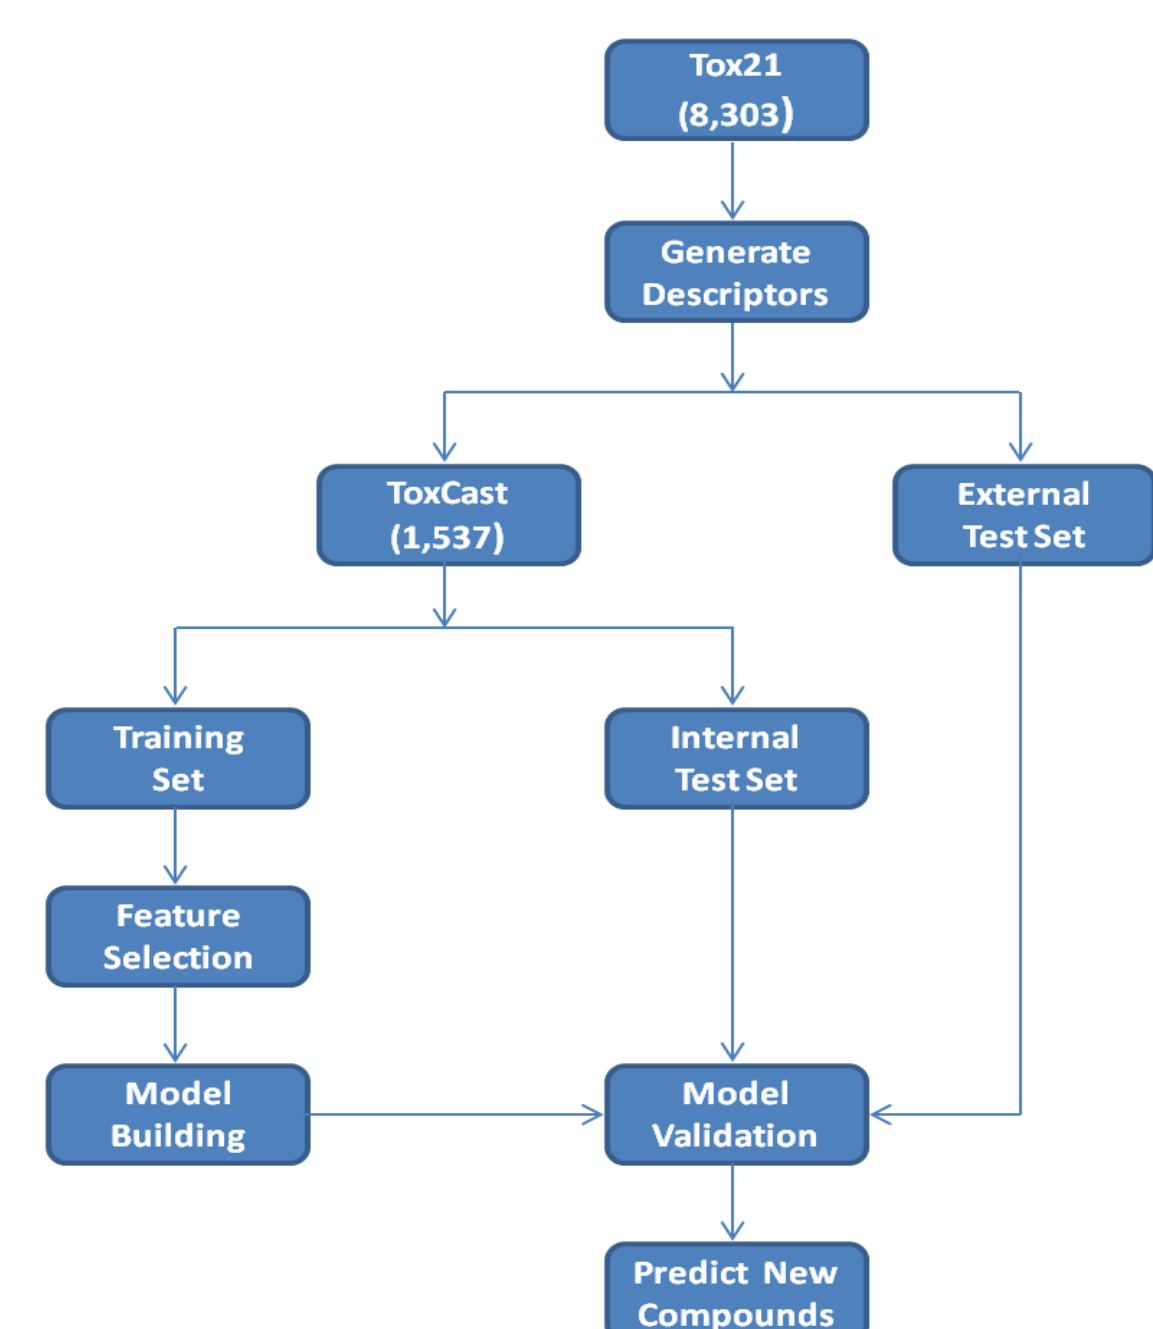 Tox21
(8,303)
Generate
Descriptors
ToxCast
(1,537)
External
Test Set
Training
Set
Internal
Test Set
Feature
Selection
Model
Building
Model
Validation
Predict New
Compounds